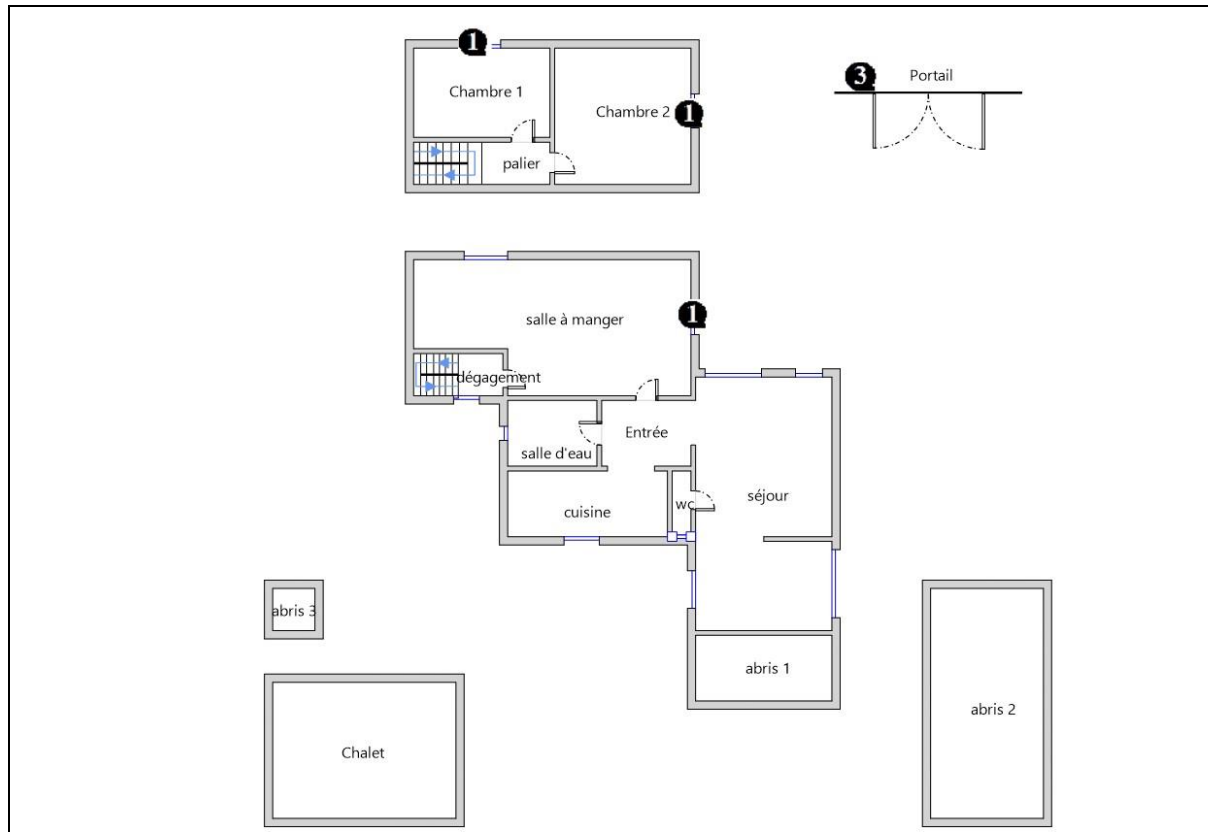 1
Chambre 1
Chambre 2
1
palier
3
Portail
salle à manger
1
dégagement
Entrée
salle d'eau
cuisine
wc
séjour
abris 3
abris 1
abris 2
Chalet